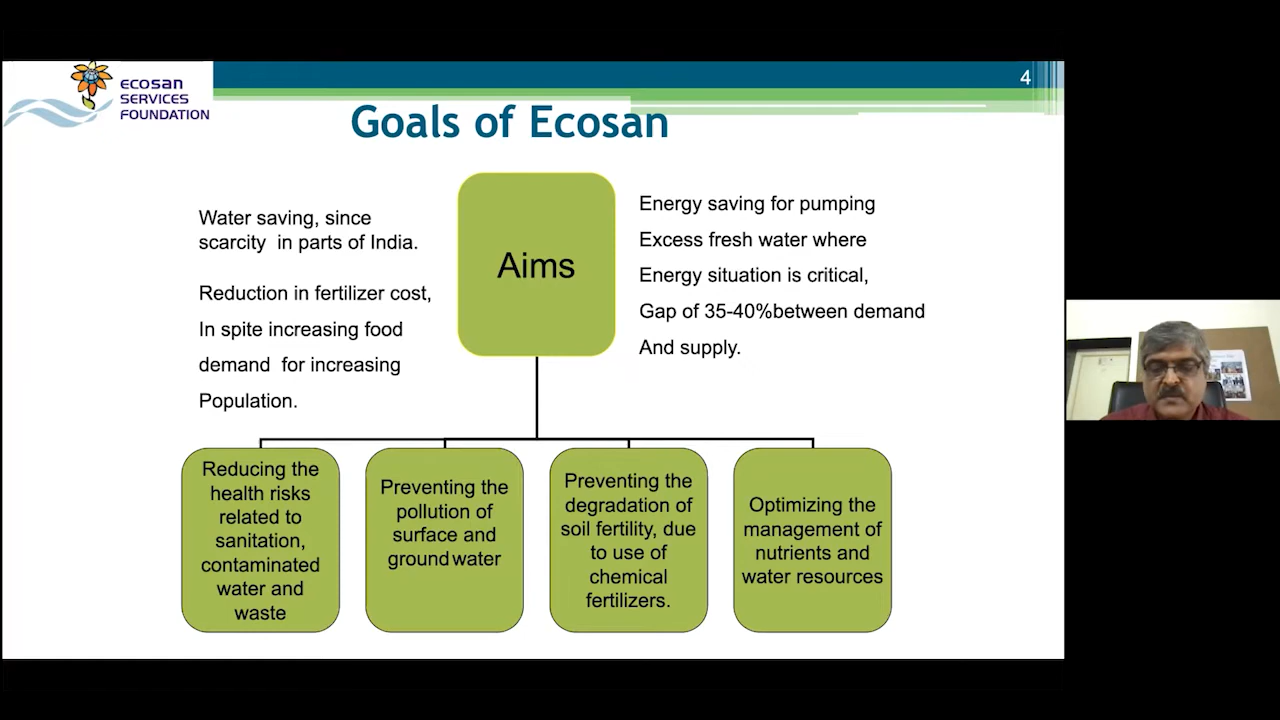 ecosan
SERVICES
FOUNDATION
4
Goals of Ecosan
Water saving, since
scarcity in parts of India.
Reduction in fertilizer cost,
In spite increasing food
demand for increasing
Population.
Aims
Energy saving for pumping
Excess fresh water where
Energy situation is critical,
Gap of 35-40%between demand
And supply.
Reducing the
health risks
related to
sanitation,
contaminated
water and
waste
Preventing the
pollution of
surface and
ground water
Preventing the
degradation of
soil fertility, due
to use of
chemical
fertilizers.
Optimizing the
management of
nutrients and
water resources